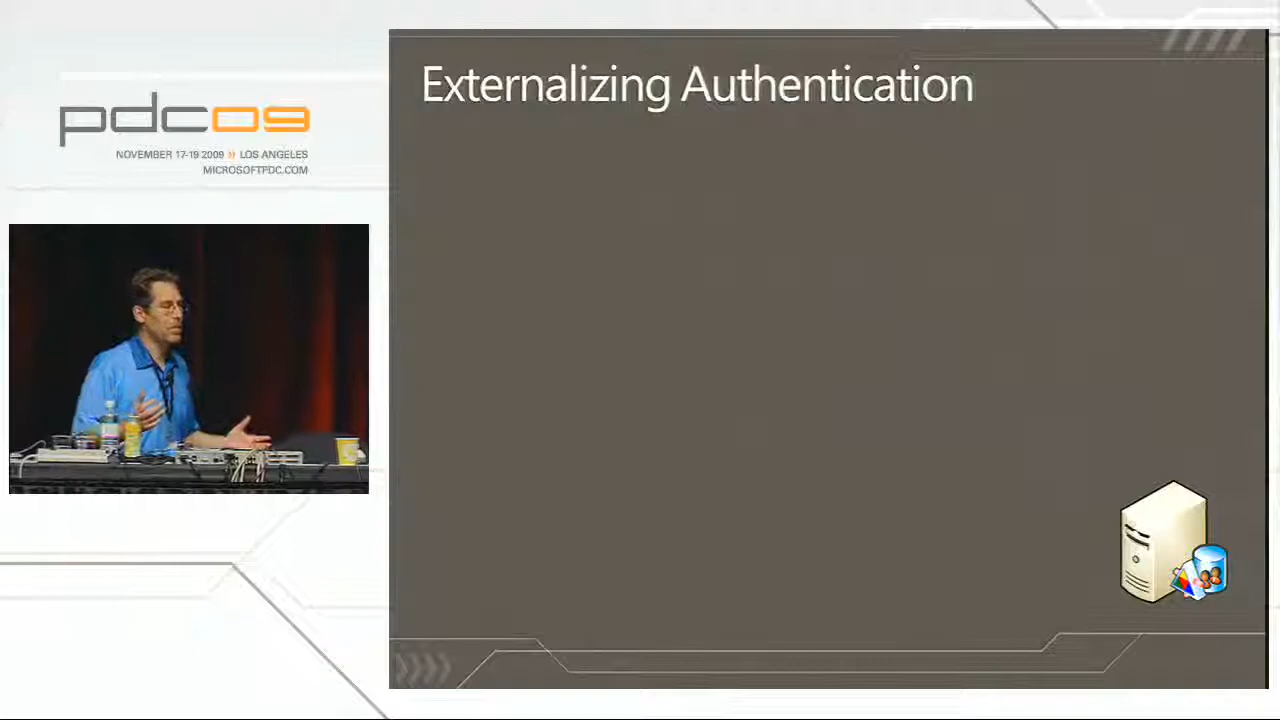 pdc09
NOVEMBER 17-19 2009 » LOS ANGELES
MICROSOFTPDC.COM
Externalizing Authentication